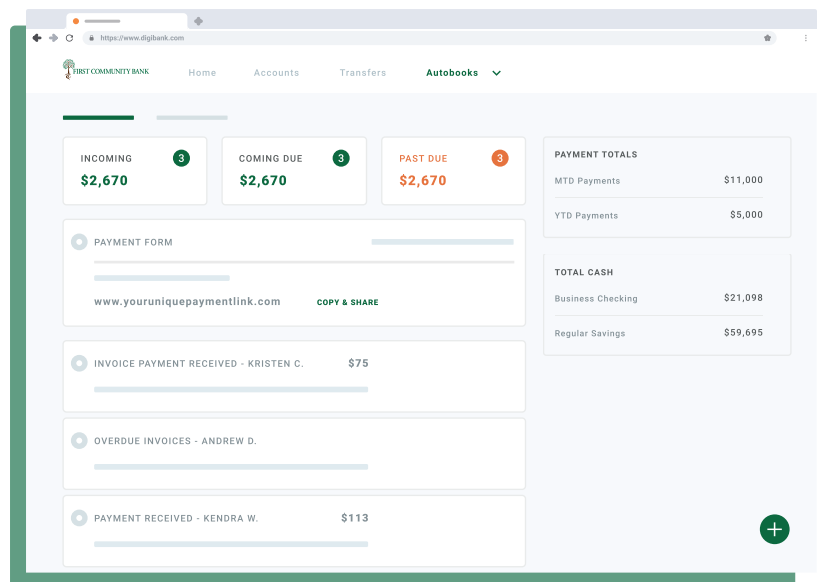 https://www.digibank.com
FIRST COMMUNITY BANK
Home
Accounts
Transfers
Autobooks
INCOMING
3
$2,670
COMING DUE
3
$2,670
PAST DUE
3
$2,670
PAYMENT FORM
www.youruniquepaymentlink.com
COPY & SHARE
INVOICE PAYMENT RECEIVED - KRISTEN C.
$75
OVERDUE INVOICES - ANDREW D.
PAYMENT RECEIVED - KENDRA W.
$113
PAYMENT TOTALS
MTD Payments
$11,000
YTD Payments
$5,000
TOTAL CASH
Business Checking
$21,098
Regular Savings
$59,695